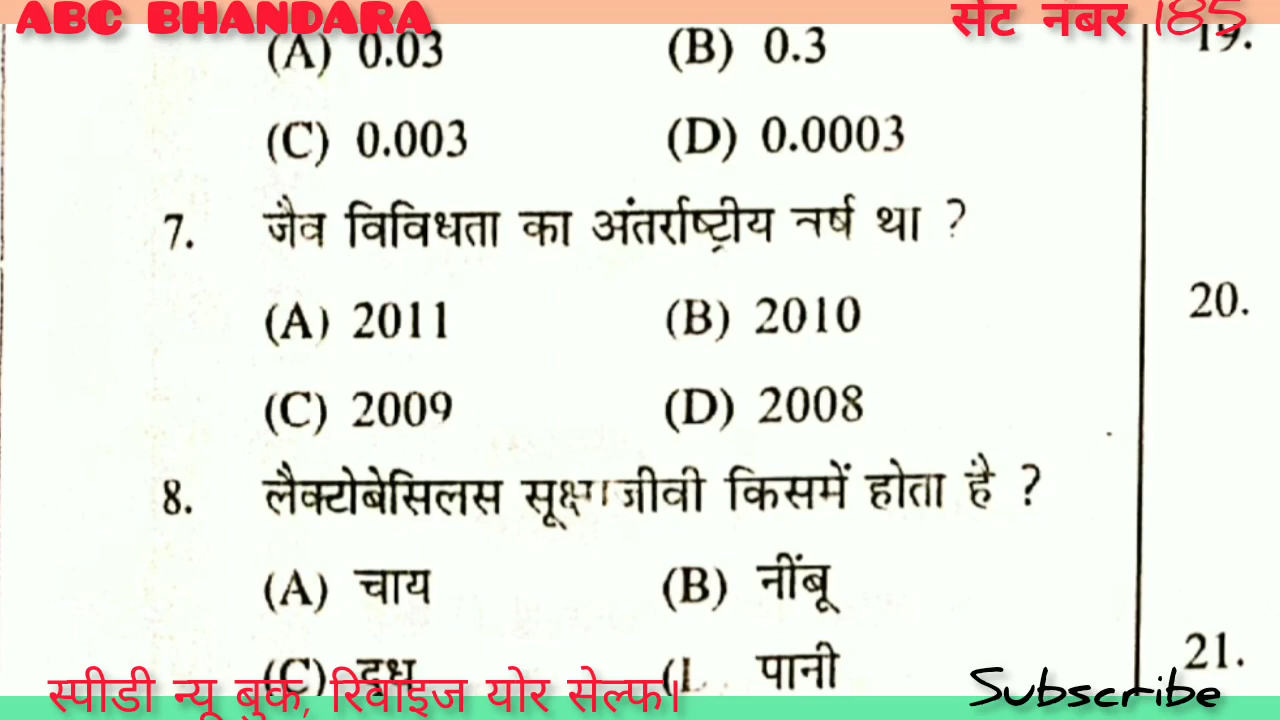 ABC BHANDARA सेट नंबर 185
(A) 0.03 (B) 0.3 19.
(C) 0.003 (D) 0.0003
7. जैव विविधता का अंतर्राष्ट्रीय वर्ष था ?
(A) 2011 (B) 2010 20.
(C) 2009 (D) 2008
8. लैक्टोबेसिलस सूक्ष्मजीवी किसमें होता है ?
(A) चाय (B) नींबू
(C) दूध पानी 21.
स्पीडी न्यू बुक, रिवाइज योर सेल्फ। Subscribe